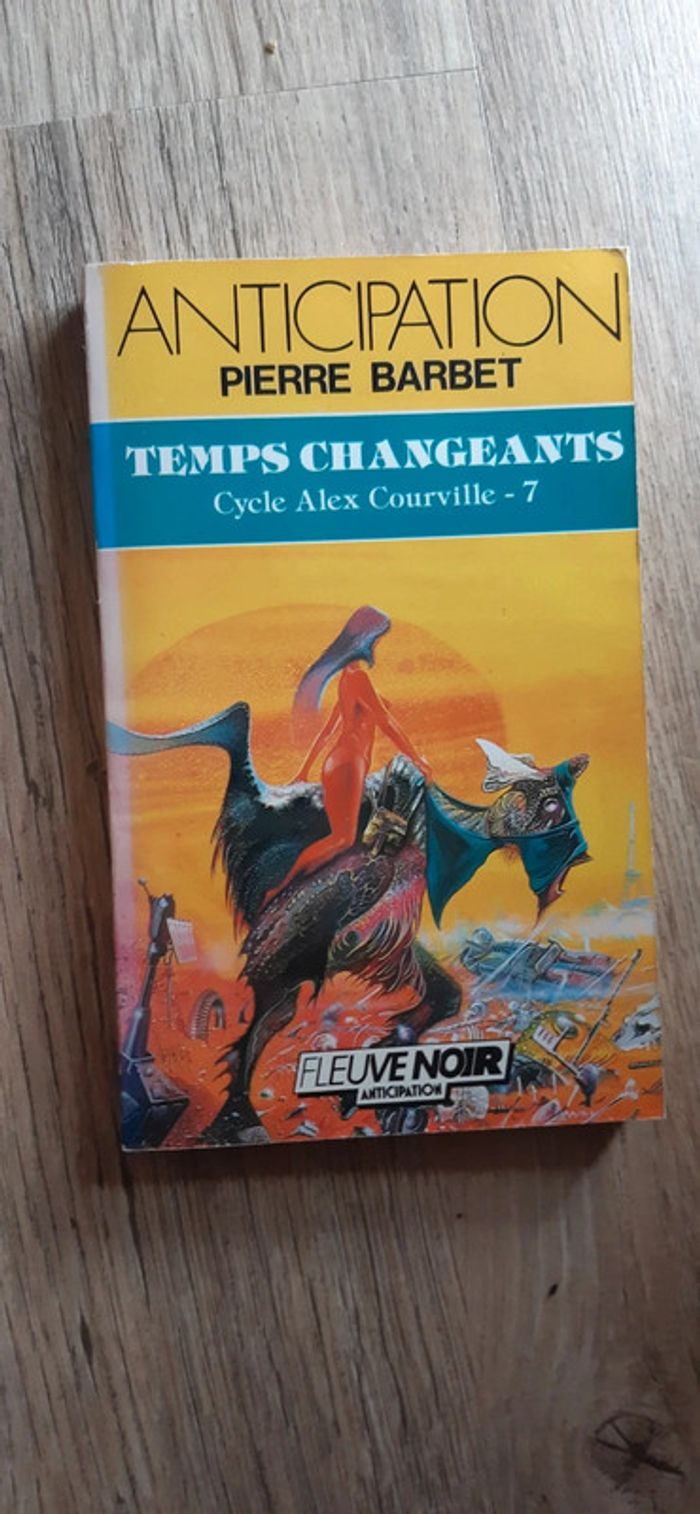 ANTICIPATION
PIERRE BARBET
TEMPS CHANGEANTS
Cycle Alex Courville - 7
FLEUVE NOIR
ANTICIPATION